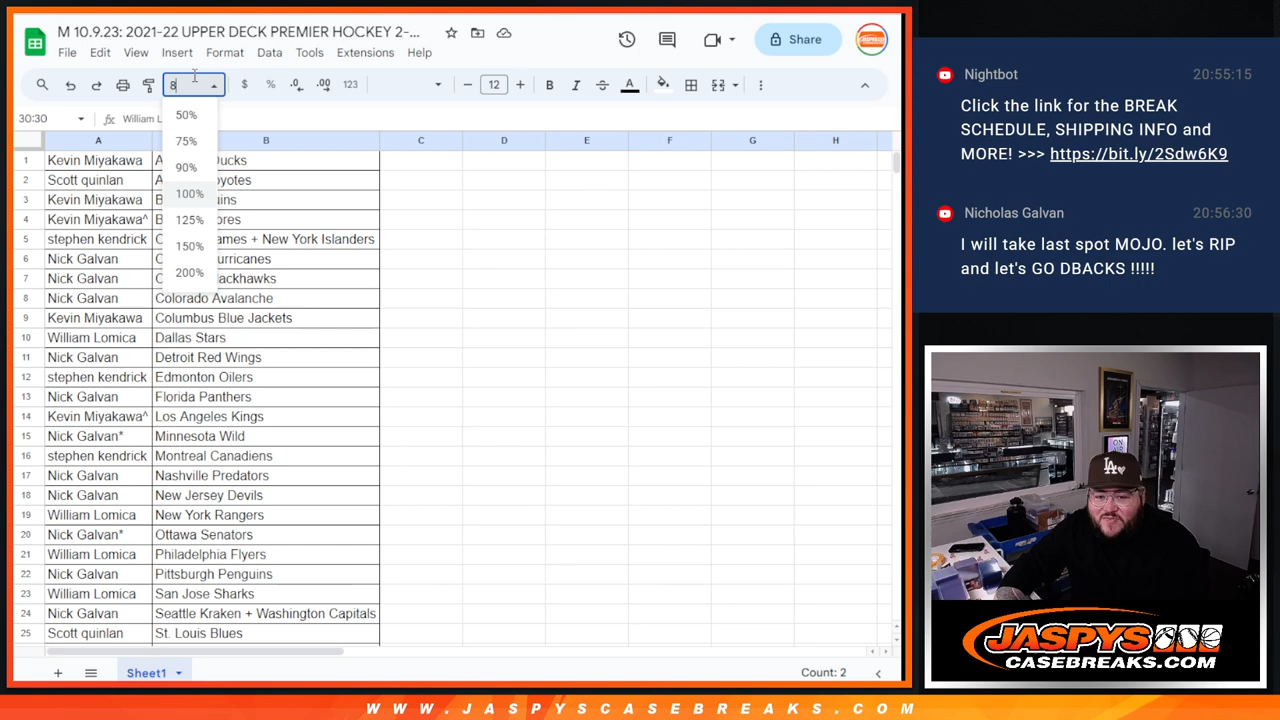 M 10.9.23: 2021-22 UPPER DECK PREMIER HOCKEY 2-...
File Edit View Insert Format Data Tools Extensions Help
Share
8 $ % .0 .00 123 12 B I A
50%
75%
90%
100%
125%
150%
200%
30:30 fx William L
A B C D E F G H
1 Kevin Miyakawa A Ducks
2 Scott quinlan A oyotes
3 Kevin Miyakawa B uins
4 Kevin Miyakawa^ B bres
5 stephen kendrick C ames + New York Islanders
6 Nick Galvan C urricanes
7 Nick Galvan C lackhawks
8 Nick Galvan Colorado Avalanche
9 Kevin Miyakawa Columbus Blue Jackets
10 William Lomica Dallas Stars
11 Nick Galvan Detroit Red Wings
12 stephen kendrick Edmonton Oilers
13 Nick Galvan Florida Panthers
14 Kevin Miyakawa^ Los Angeles Kings
15 Nick Galvan* Minnesota Wild
16 stephen kendrick Montreal Canadiens
17 Nick Galvan Nashville Predators
18 Nick Galvan New Jersey Devils
19 William Lomica New York Rangers
20 Nick Galvan* Ottawa Senators
21 William Lomica Philadelphia Flyers
22 Nick Galvan Pittsburgh Penguins
23 William Lomica San Jose Sharks
24 Nick Galvan Seattle Kraken + Washington Capitals
25 Scott quinlan St. Louis Blues
Sheet1 Count: 2
Nightbot 20:55:15
Click the link for the BREAK
SCHEDULE, SHIPPING INFO and
MORE! >>> https://bit.ly/2Sdw6K9
Nicholas Galvan 20:56:30
I will take last spot MOJO. let's RIP
and let's GO DBACKS !!!!!
ON
LA
JASPYS
CASEBREAKS.COM
WWW.JASPYSCASEBREAKS.COM